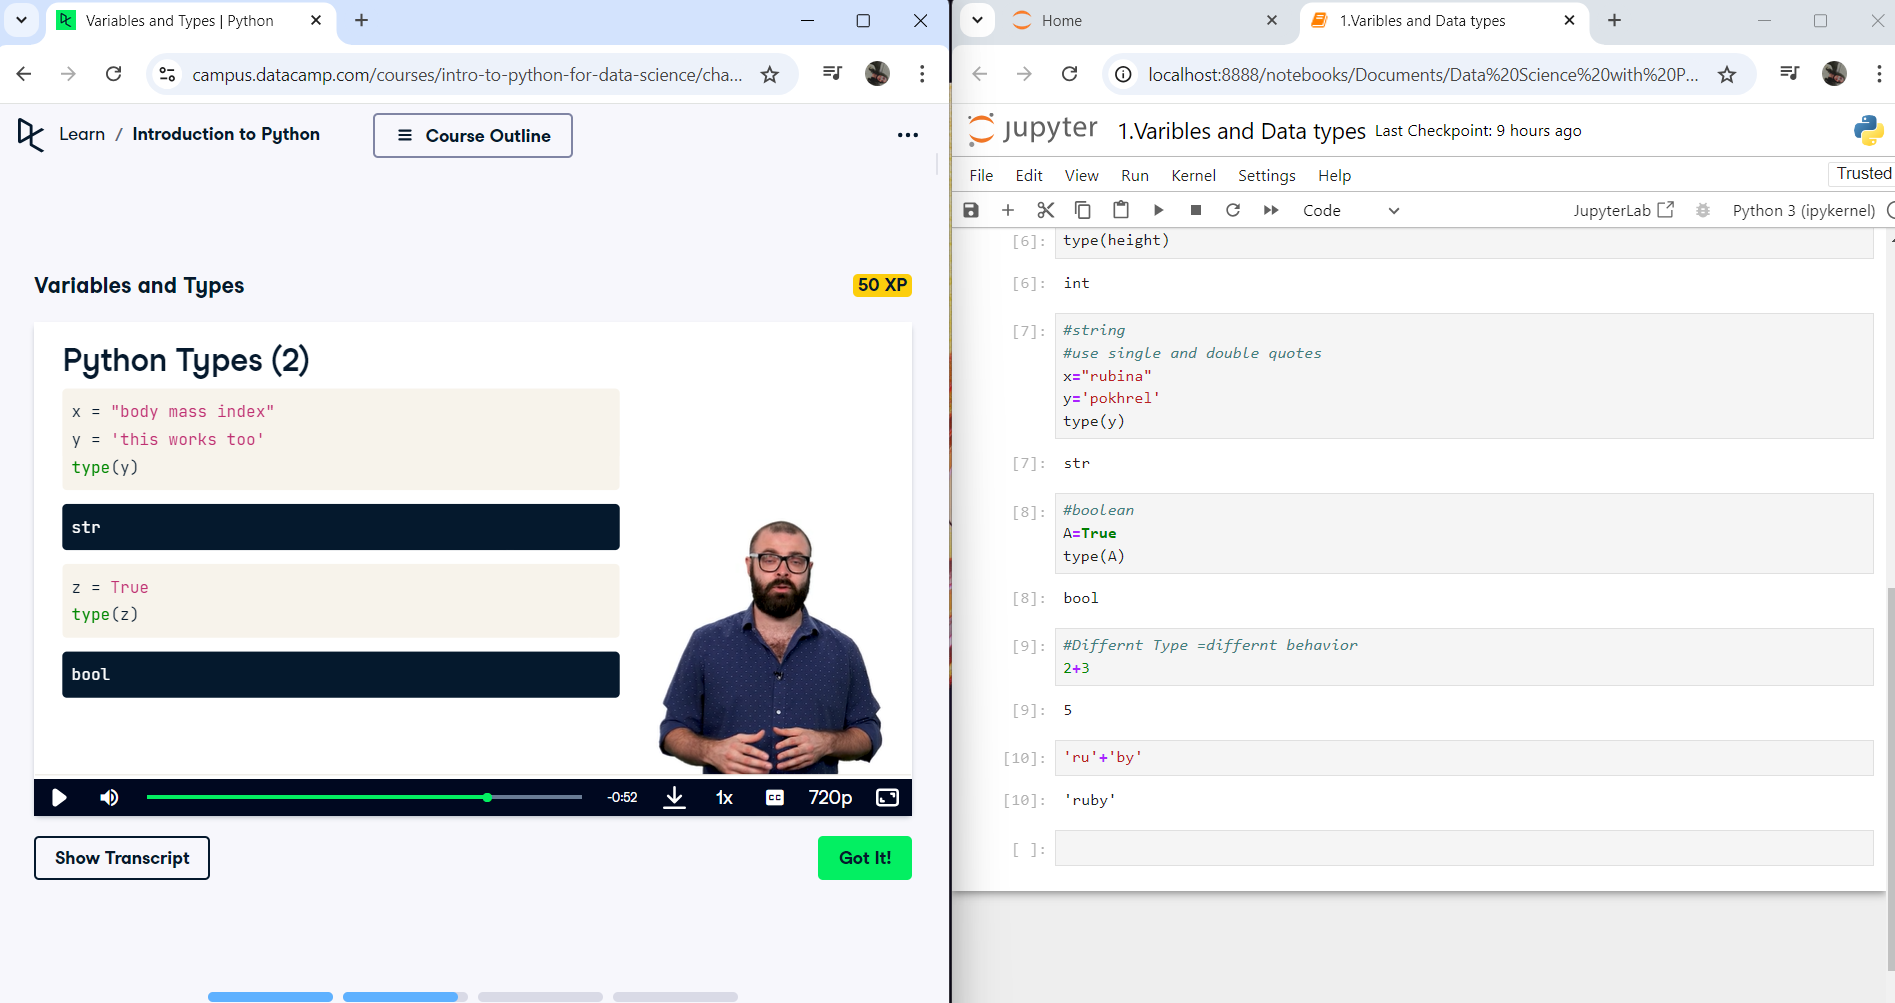 Variables and Types | Python
campus.datacamp.com/courses/intro-to-python-for-data-science/cha...
Learn / Introduction to Python
Course Outline
Variables and Types
50 XP
Python Types (2)
x = "body mass index"
y = 'this works too'
type(y)
str
z = True
type(z)
bool
-0:52
1x
CC
720p
Show Transcript
Got It!
Home
1.Varibles and Data types
localhost:8888/notebooks/Documents/Data%20Science%20with%20P...
jupyter
1.Varibles and Data types
Last Checkpoint: 9 hours ago
File Edit View Run Kernel Settings Help
Trusted
Code
JupyterLab
Python 3 (ipykernel)
[6]: type(height)
[6]: int
[7]: #string
#use single and double quotes
x="rubina"
y='pokhrel'
type(y)
[7]: str
[8]: #boolean
A=True
type(A)
[8]: bool
[9]: #Differnt Type =differnt behavior
2+3
[9]: 5
[10]: 'ru'+'by'
[10]: 'ruby'
[ ]: